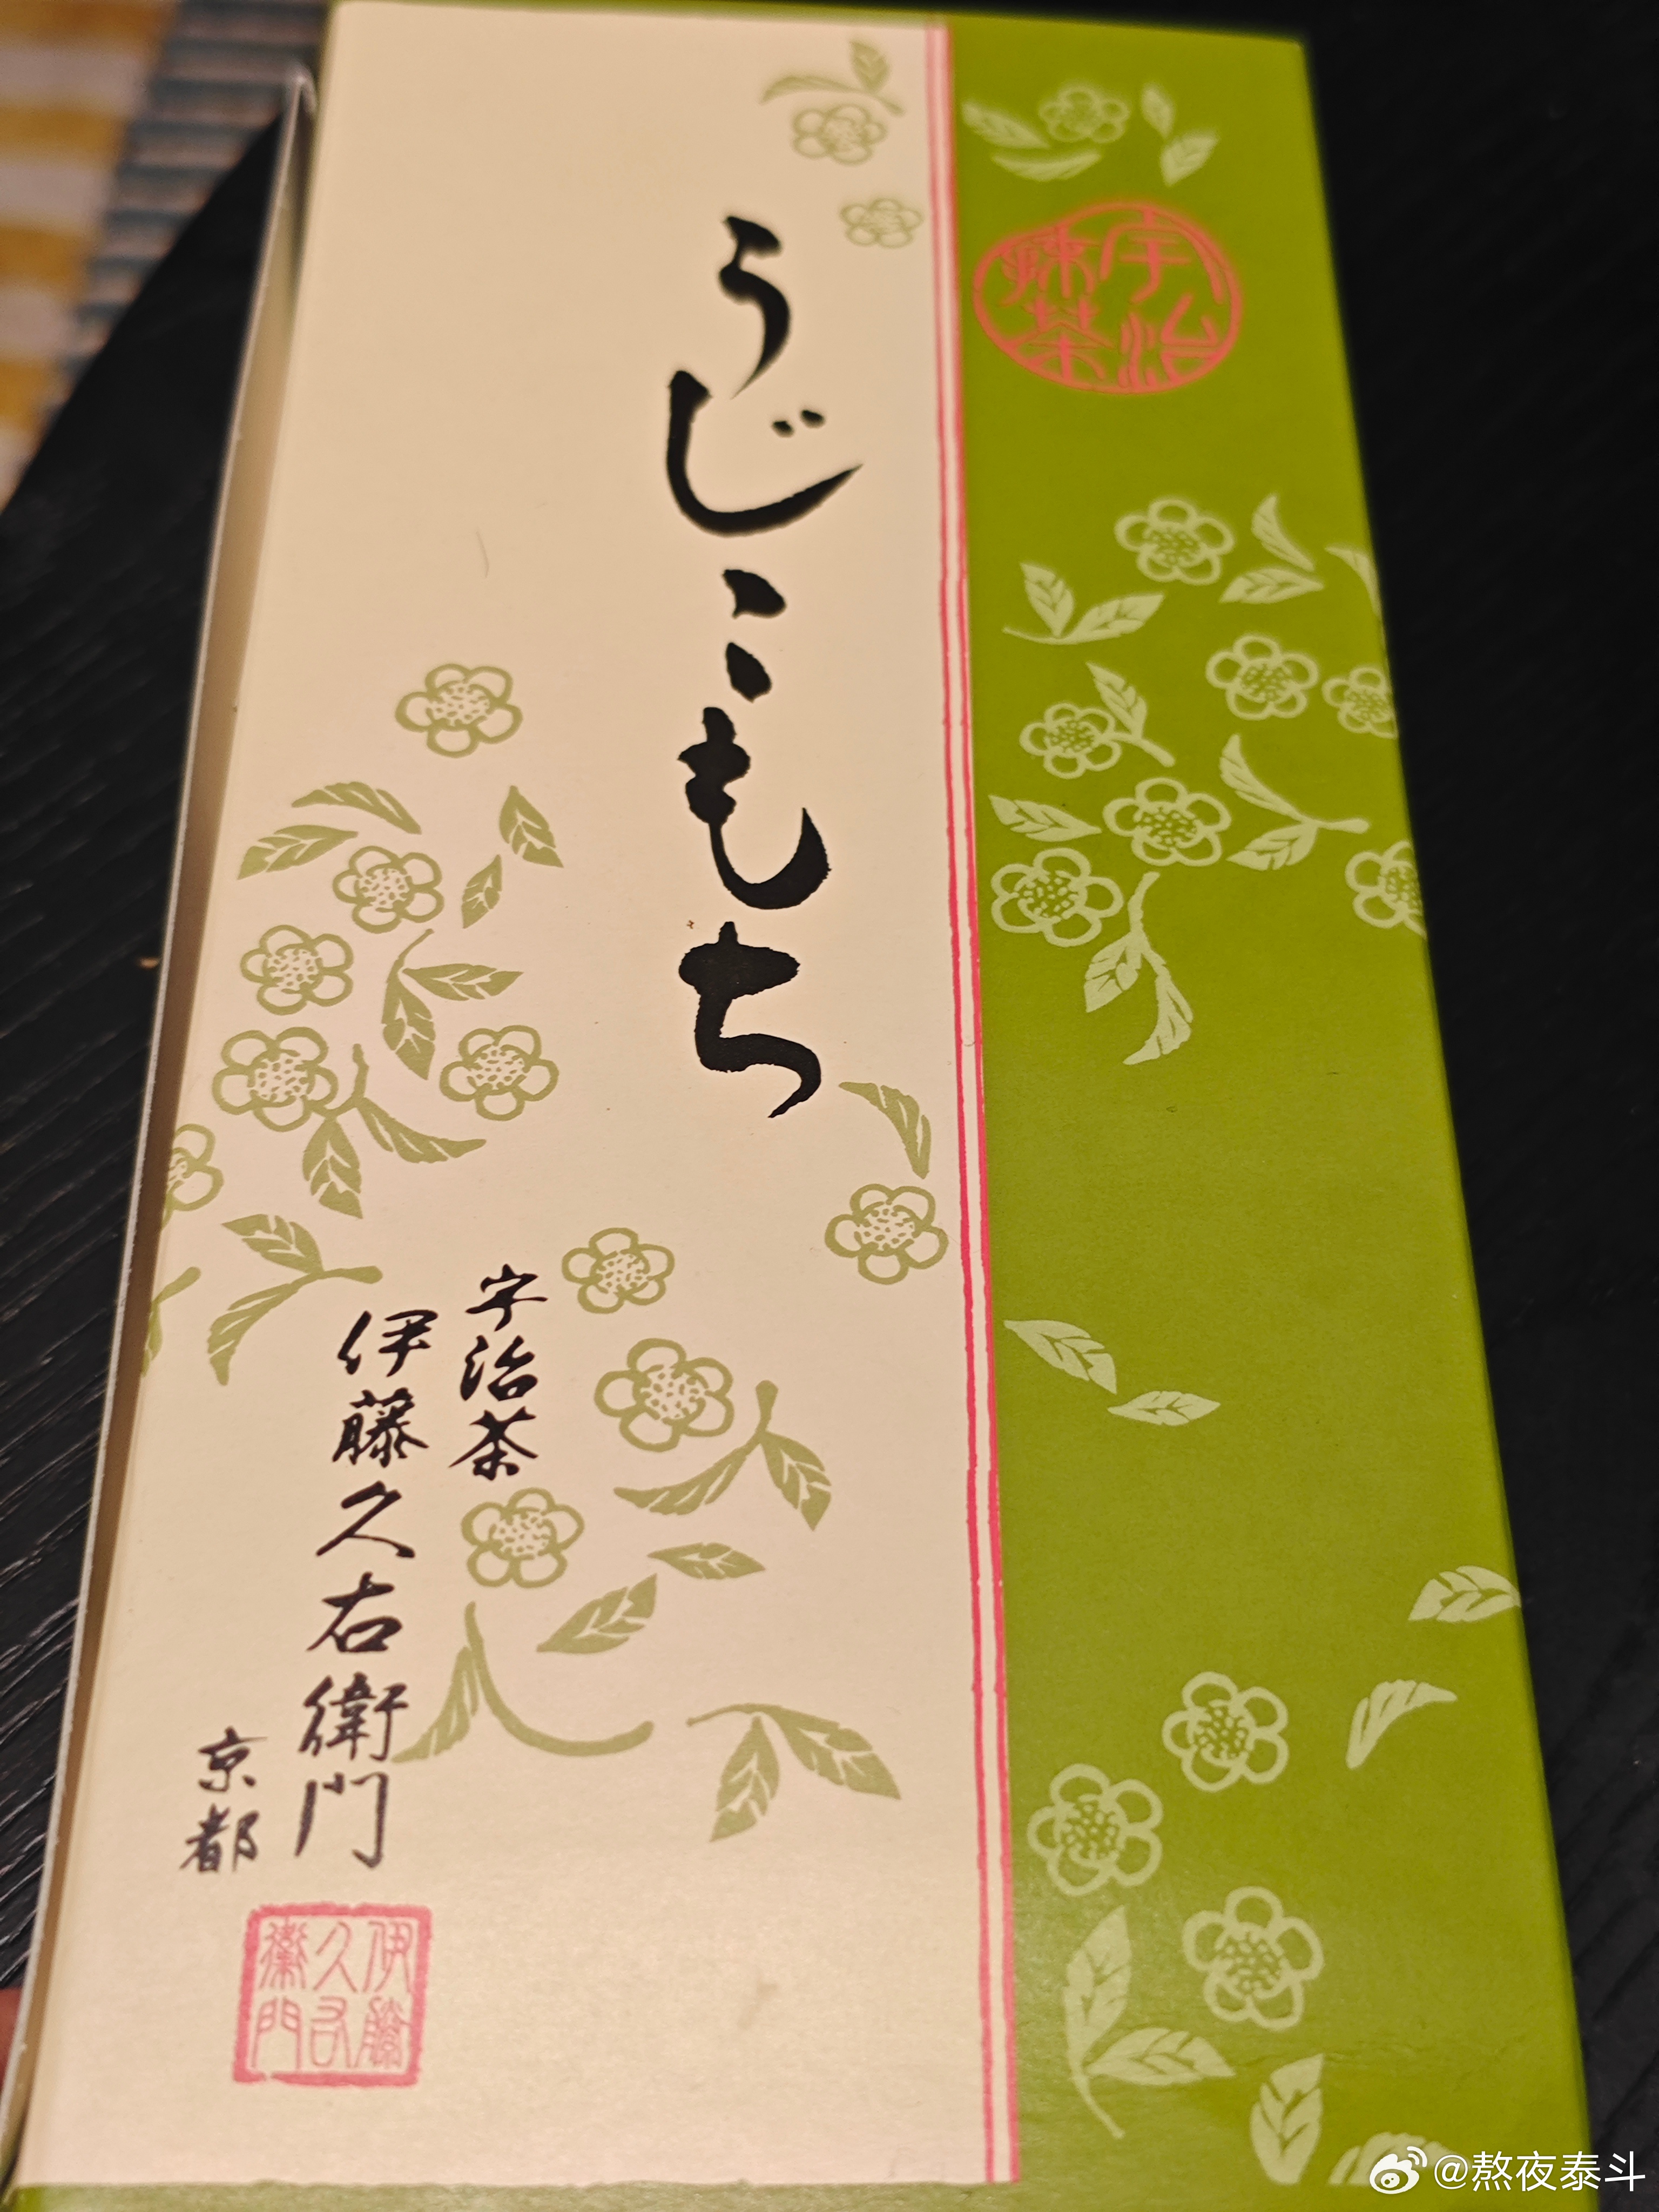 宇治
抹茶
うじこもち
宇治茶
伊藤久右衛門
京都
伊藤
久右
衛門
@熬夜泰斗